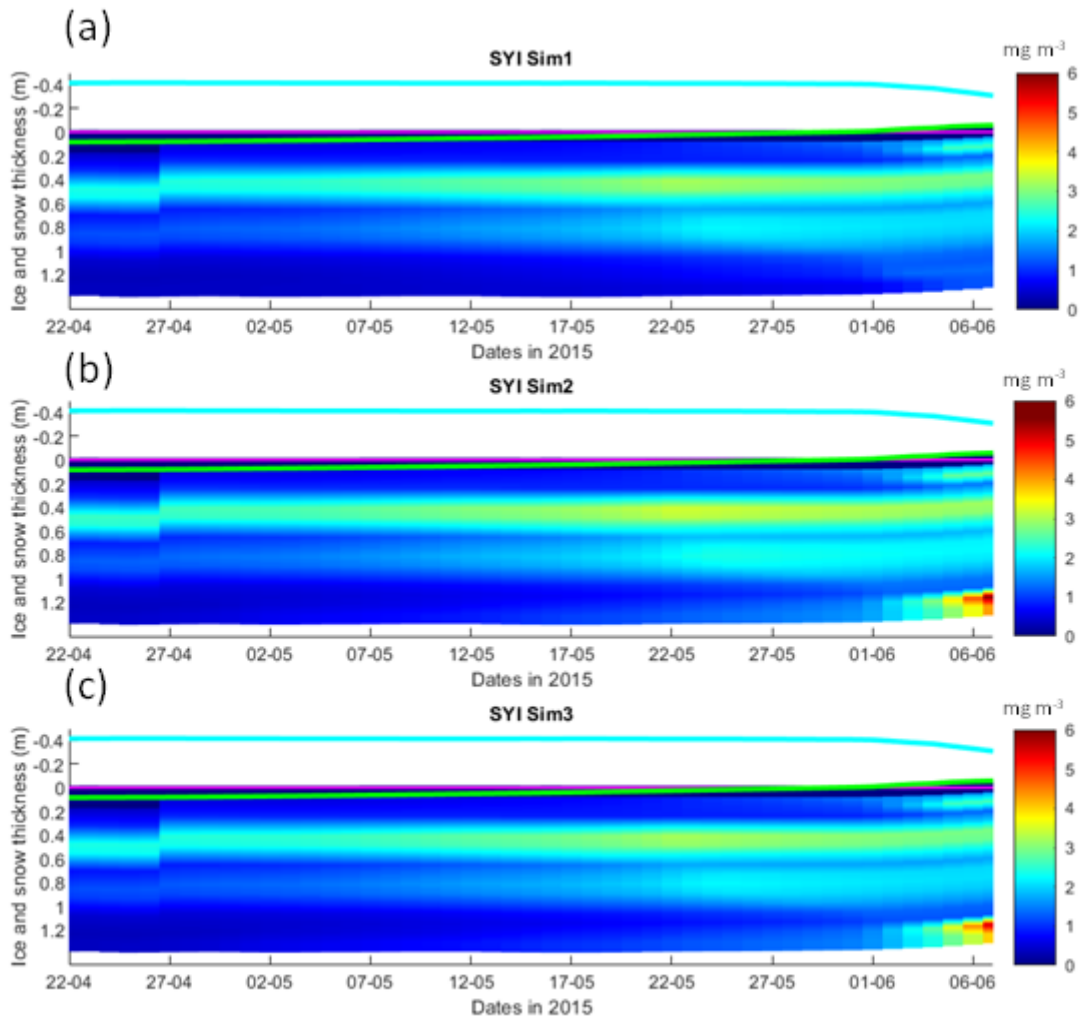 (a)
SYI Sim1
mg m-3
Ice and snow thickness (m)
-0.4
-0.2
0
0.2
0.4
0.6
0.8
1
1.2
6
5
4
3
2
1
0
22-04 27-04 02-05 07-05 12-05 17-05 22-05 27-05 01-06 06-06
Dates in 2015
(b)
SYI Sim2
mg m-3
Ice and snow thickness (m)
-0.4
-0.2
0
0.2
0.4
0.6
0.8
1
1.2
6
5
4
3
2
1
0
22-04 27-04 02-05 07-05 12-05 17-05 22-05 27-05 01-06 06-06
Dates in 2015
(c)
SYI Sim3
mg m-3
Ice and snow thickness (m)
-0.4
-0.2
0
0.2
0.4
0.6
0.8
1
1.2
6
5
4
3
2
1
0
22-04 27-04 02-05 07-05 12-05 17-05 22-05 27-05 01-06 06-06
Dates in 2015